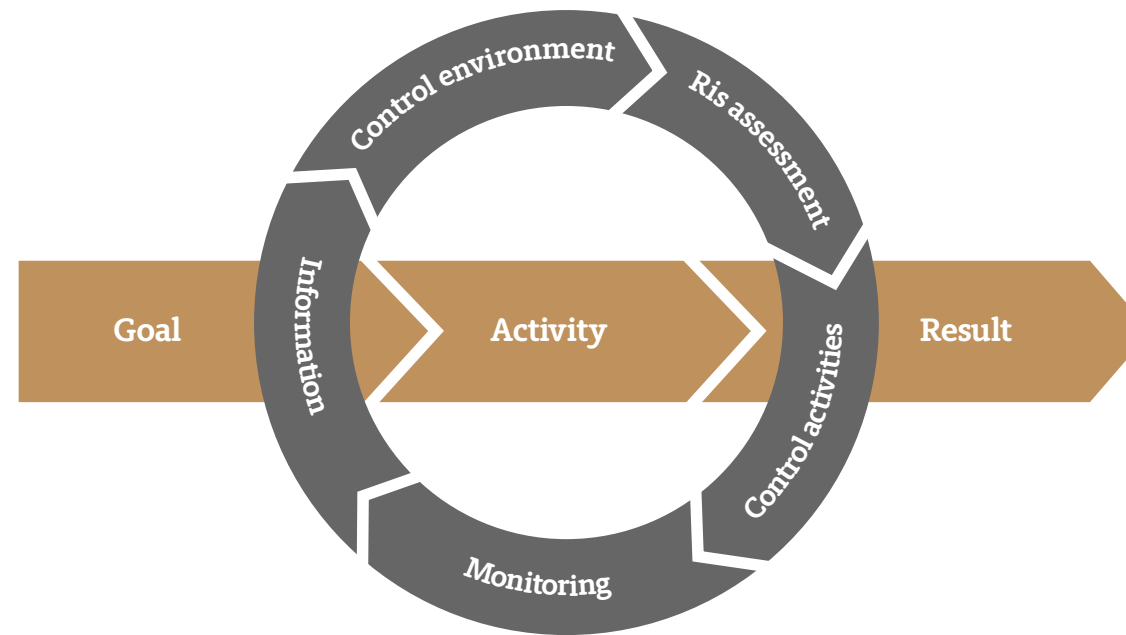 Control environment
Ris assessment
Control activities
Monitoring
Information
Goal
Activity
Result